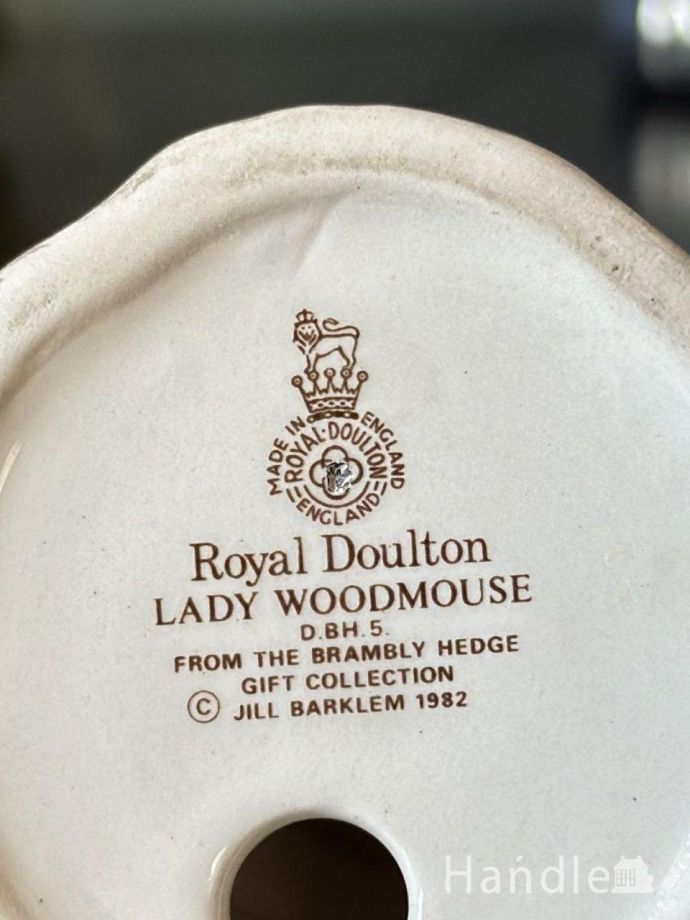 MADE IN ENGLAND
ROYAL·DOULTON
ENGLAND
Royal Doulton
LADY WOODMOUSE
D.BH.5.
FROM THE BRAMBLY HEDGE
GIFT COLLECTION
© JILL BARKLEM 1982
Handle